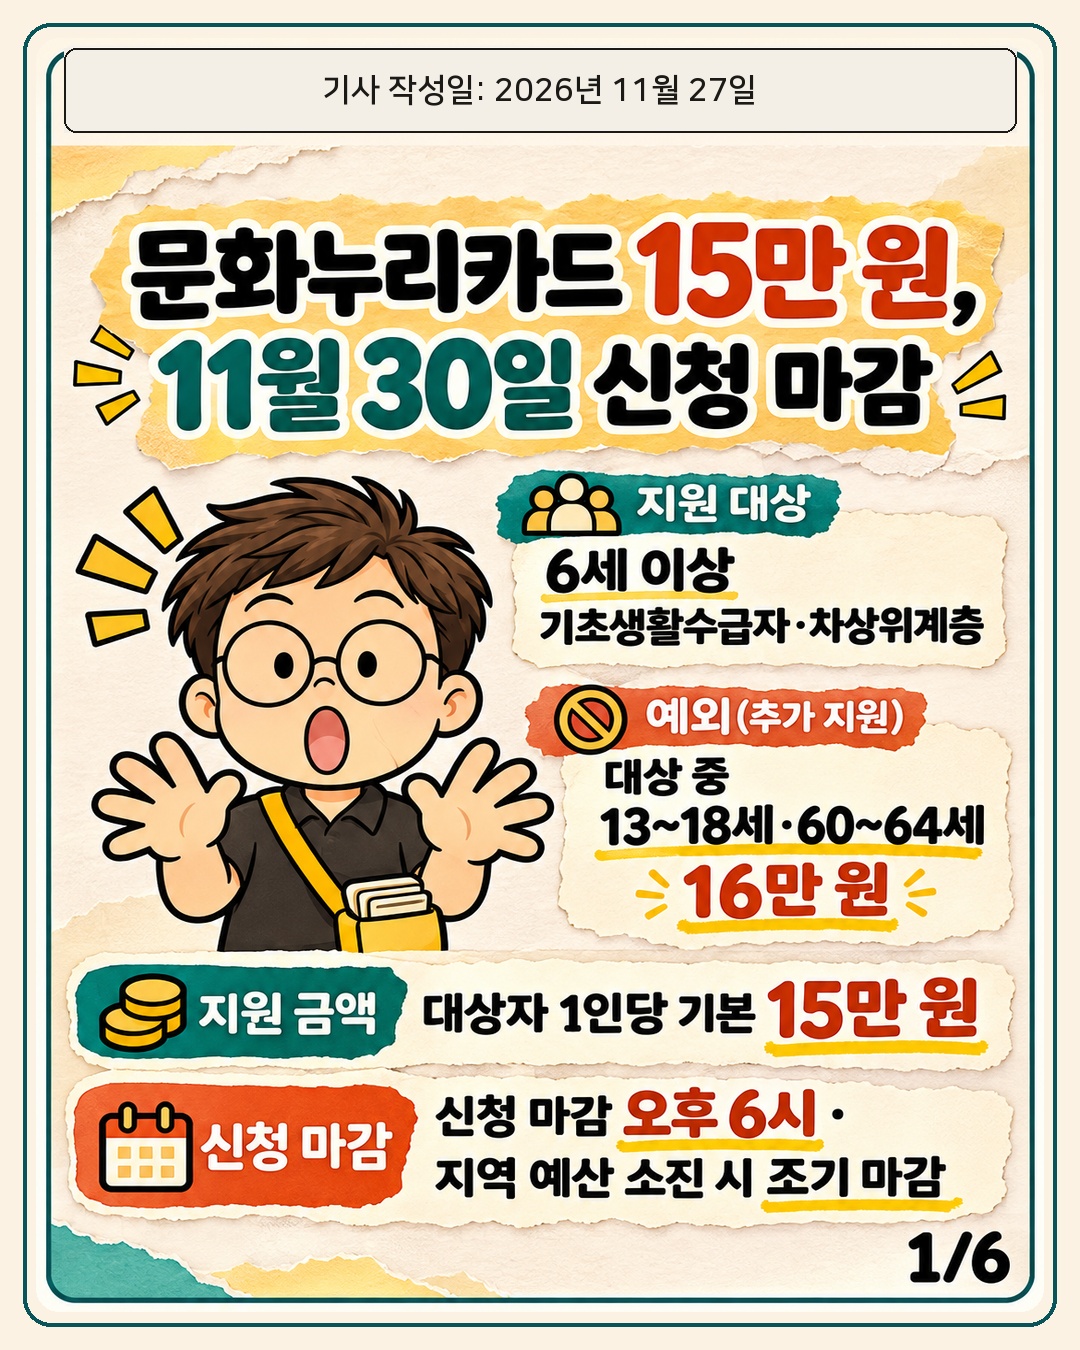 기사 작성일: 2026년 11월 27일
문화누리카드 15만 원,
11월 30일 신청 마감
지원 대상
6세 이상
기초생활수급자·차상위계층
예외(추가 지원)
대상 중
13~18세·60~64세
16만 원
지원 금액
대상자 1인당 기본 15만 원
신청 마감
신청 마감 오후 6시·
지역 예산 소진 시 조기 마감
1/6